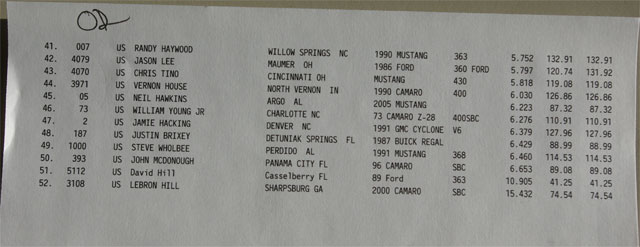 41. 007 US RANDY HAYWOOD WILLOW SPRINGS NC 1990 MUSTANG 363 5.752 132.91 132.91
42. 4079 US JASON LEE MAUMER OH 1986 FORD 360 FORD 5.797 120.74 131.92
43. 4070 US CHRIS TINO CINCINNATI OH MUSTANG 430 5.818 119.08 119.08
44. 3971 US VERNON HOUSE NORTH VERNON IN 1990 CAMARO 400 6.030 126.86 126.86
45. 05 US NEIL HAWKINS ARGO AL 2005 MUSTANG 6.223 87.32 87.32
46. 73 US WILLIAM YOUNG JR CHARLOTTE NC 73 CAMARO Z-28 400SBC 6.276 110.91 110.91
47. 2 US JAMIE HACKING DENVER NC 1991 GMC CYCLONE V6 6.379 127.96 127.96
48. 187 US JUSTIN BRIXEY DETUNIAK SPRINGS FL 1987 BUICK REGAL 6.429 88.99 88.99
49. 1000 US STEVE WHOLBEE PERDIDO AL 1991 MUSTANG 368 6.460 114.53 114.53
50. 393 US JOHN MCDONOUGH PANAMA CITY FL 96 CAMARO SBC 6.653 89.08 89.08
51. 5112 US David Hill Casselberry FL 89 Ford 363 10.905 41.25 41.25
52. 3108 US LEBRON HILL SHARPSBURG GA 2000 CAMARO SBC 15.432 74.54 74.54